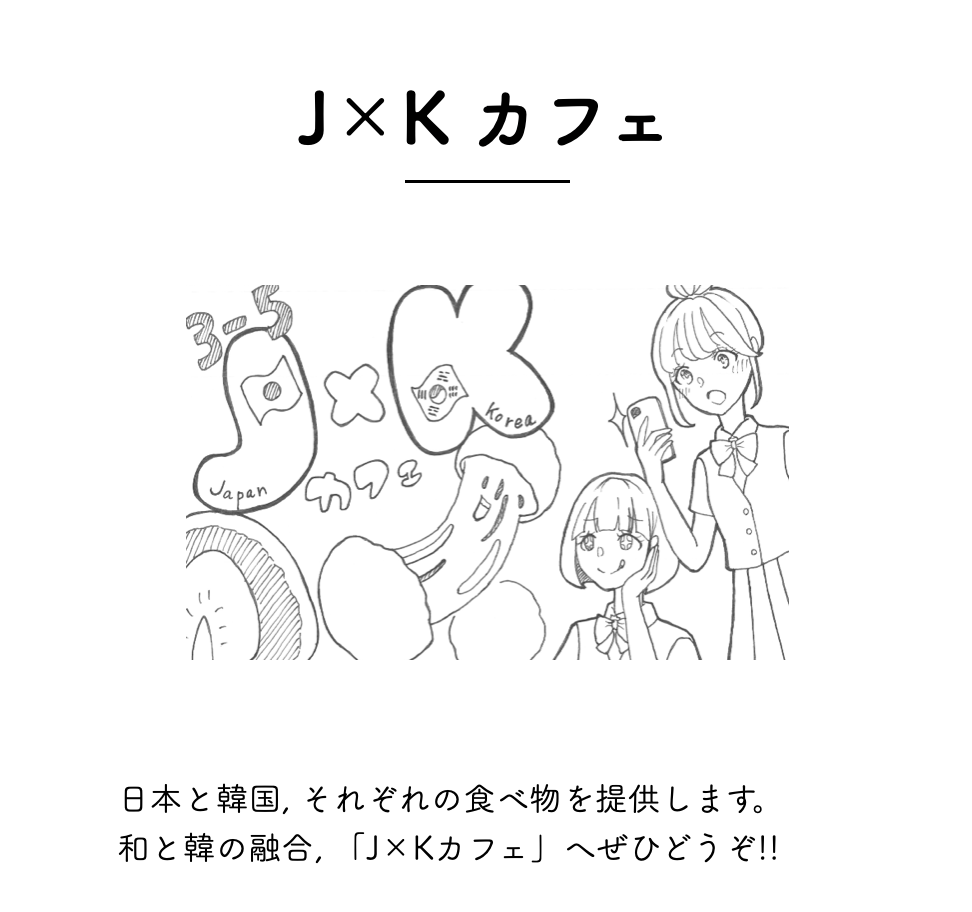 J×K カフェ
3-5
J×K
Japan
Korea
カフェ
日本と韓国, それぞれの食べ物を提供します。
和と韓の融合, 「J×Kカフェ」へぜひどうぞ!!